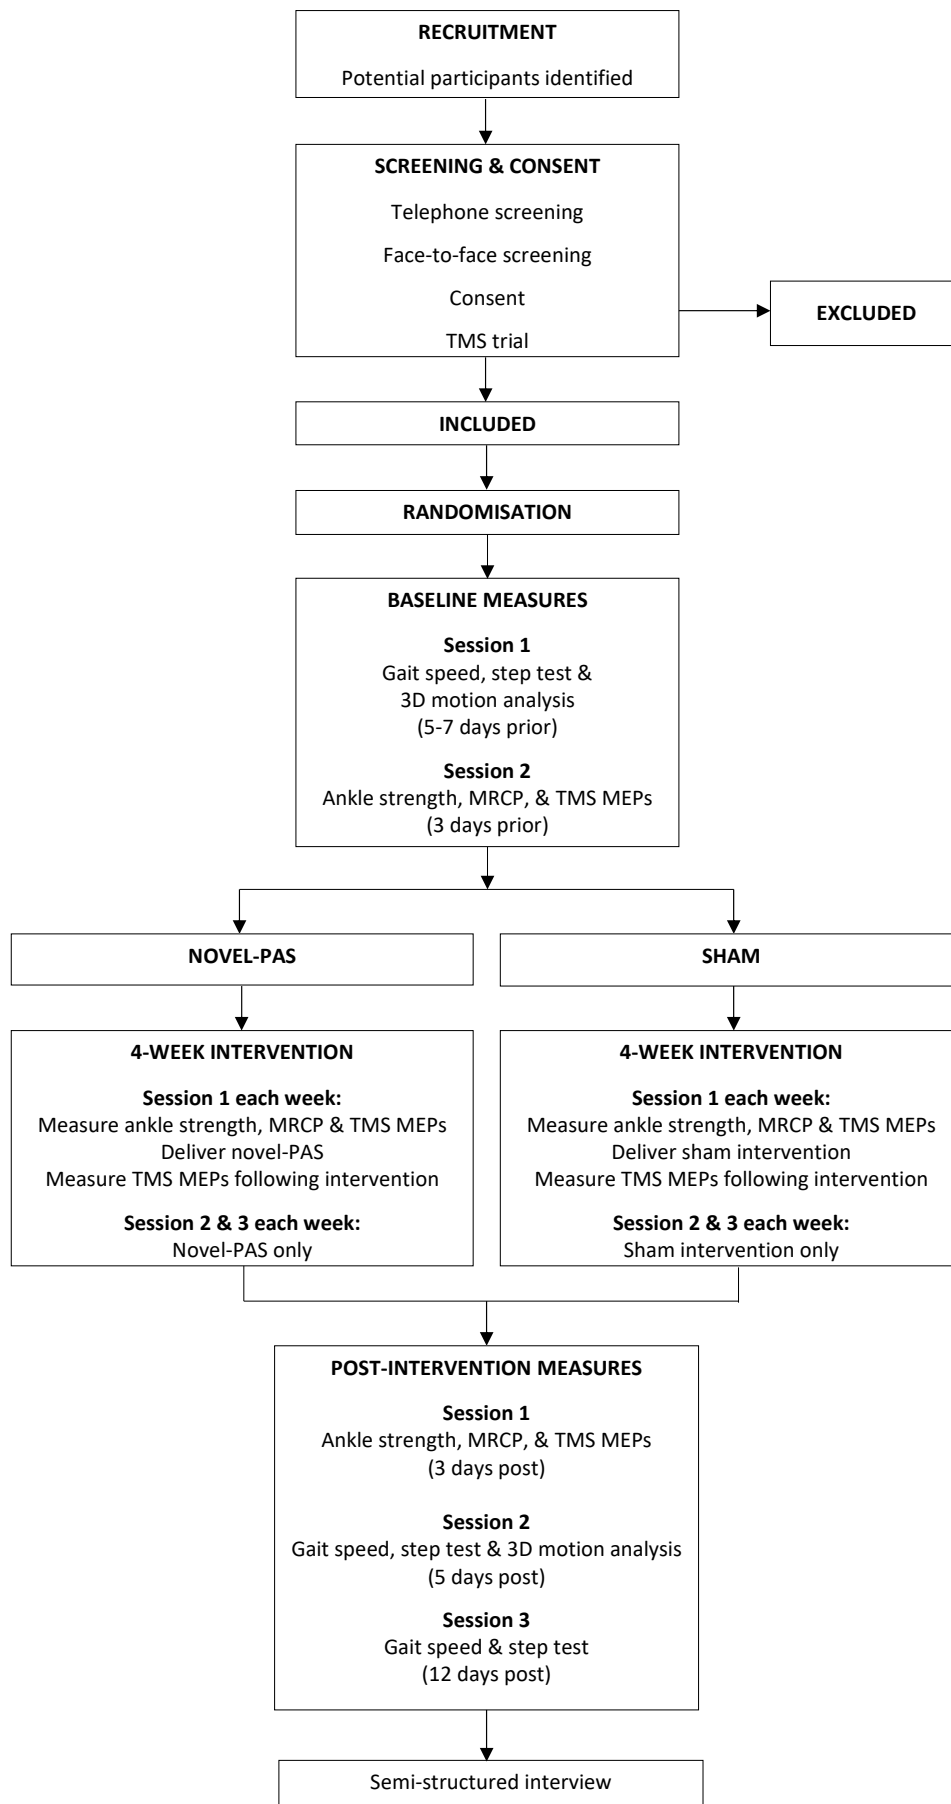 RECRUITMENT
Potential participants identified
SCREENING & CONSENT
Telephone screening
Face-to-face screening
Consent
TMS trial
EXCLUDED
INCLUDED
RANDOMISATION
BASELINE MEASURES
Session 1
Gait speed, step test &
3D motion analysis
(5-7 days prior)
Session 2
Ankle strength, MRCP, & TMS MEPs
(3 days prior)
NOVEL-PAS
SHAM
4-WEEK INTERVENTION
Session 1 each week:
Measure ankle strength, MRCP & TMS MEPs
Deliver novel-PAS
Measure TMS MEPs following intervention
Session 2 & 3 each week:
Novel-PAS only
4-WEEK INTERVENTION
Session 1 each week:
Measure ankle strength, MRCP & TMS MEPs
Deliver sham intervention
Measure TMS MEPs following intervention
Session 2 & 3 each week:
Sham intervention only
POST-INTERVENTION MEASURES
Session 1
Ankle strength, MRCP, & TMS MEPs
(3 days post)
Session 2
Gait speed, step test & 3D motion analysis
(5 days post)
Session 3
Gait speed & step test
(12 days post)
Semi-structured interview